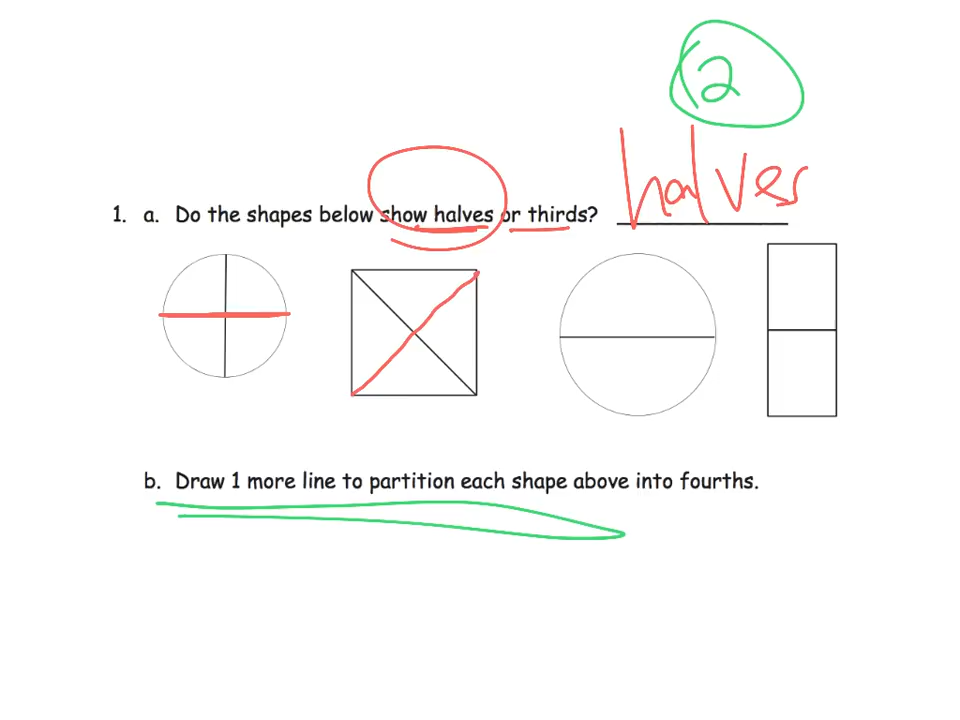 2
halves
1. a. Do the shapes below show halves or thirds?
b. Draw 1 more line to partition each shape above into fourths.